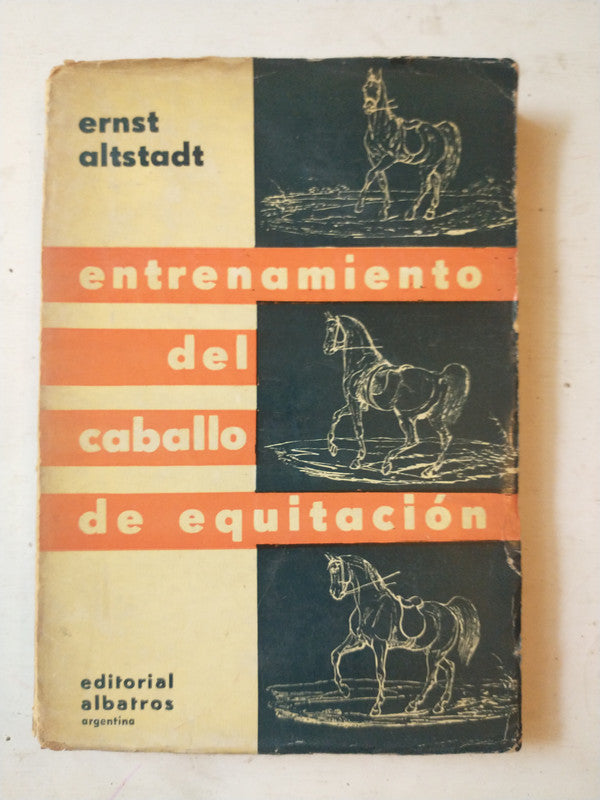 ernst
altstadt
entrenamiento
del
caballo
de equitación
editorial
albatros
argentina